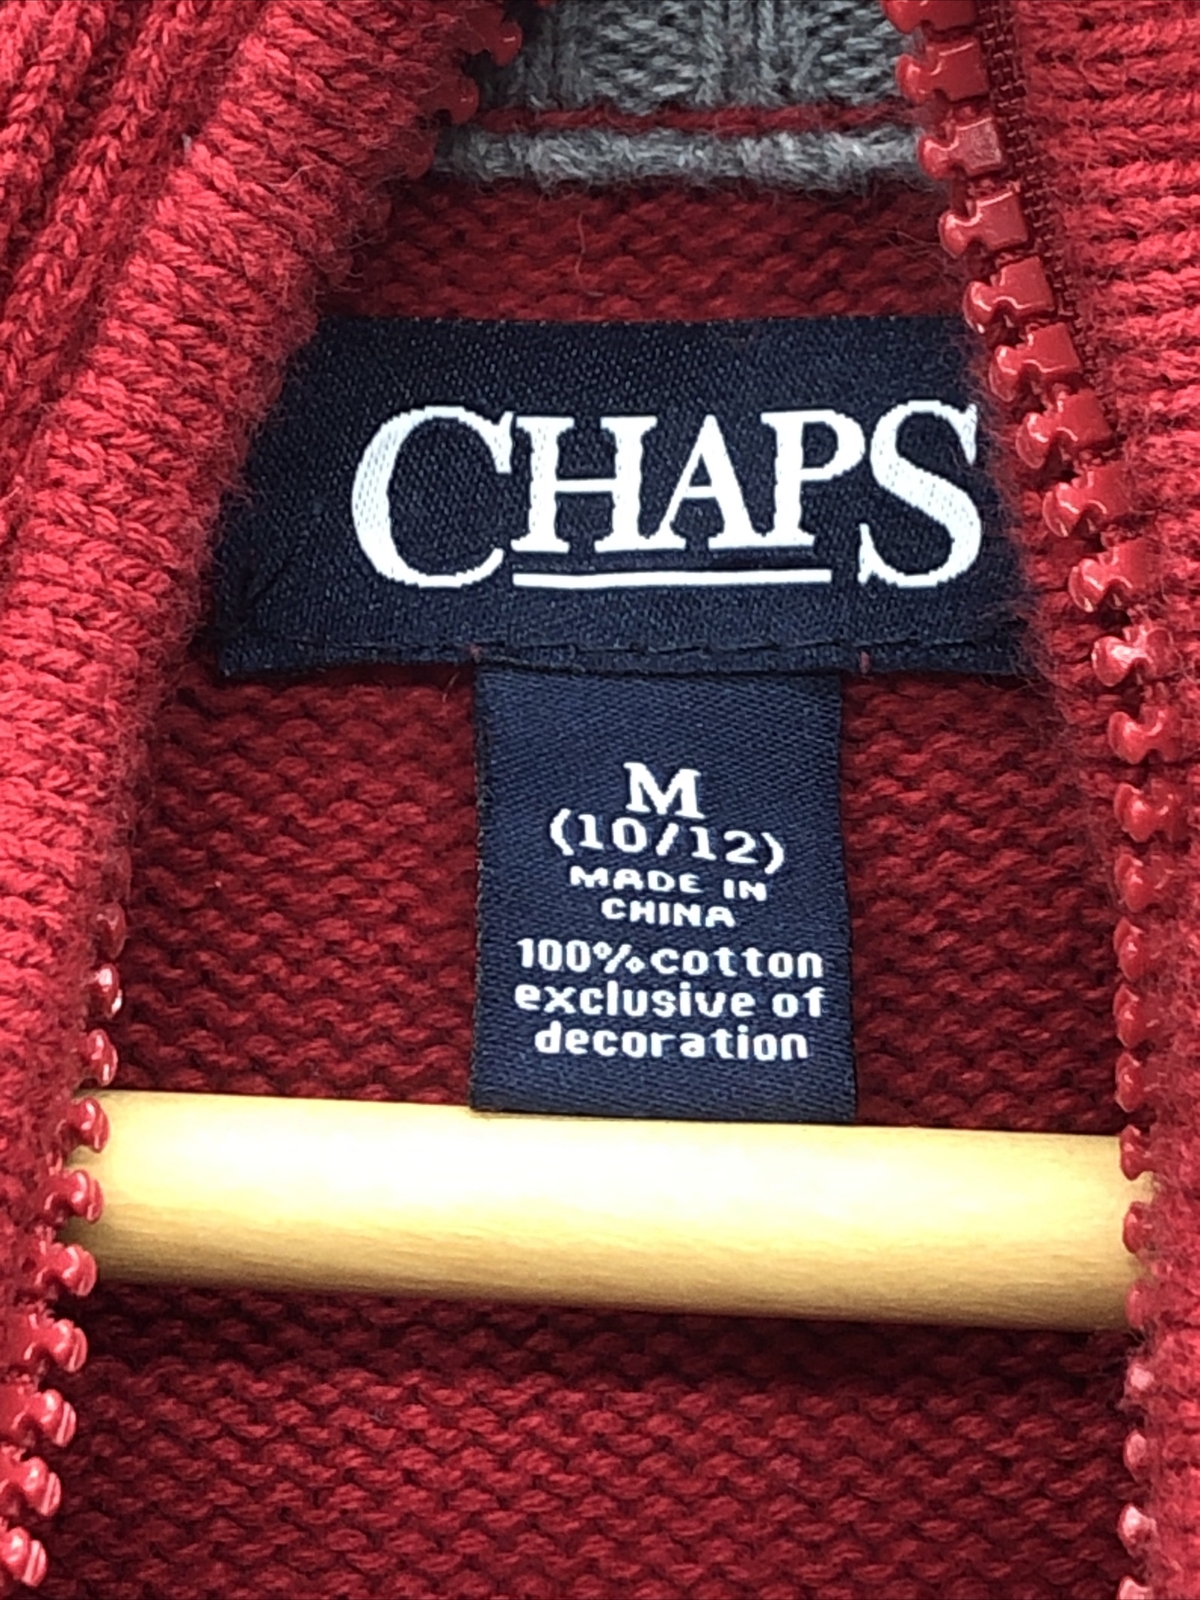 CHAPS
M
(10/12)
MADE IN
CHINA
100% cotton
exclusive of
decoration